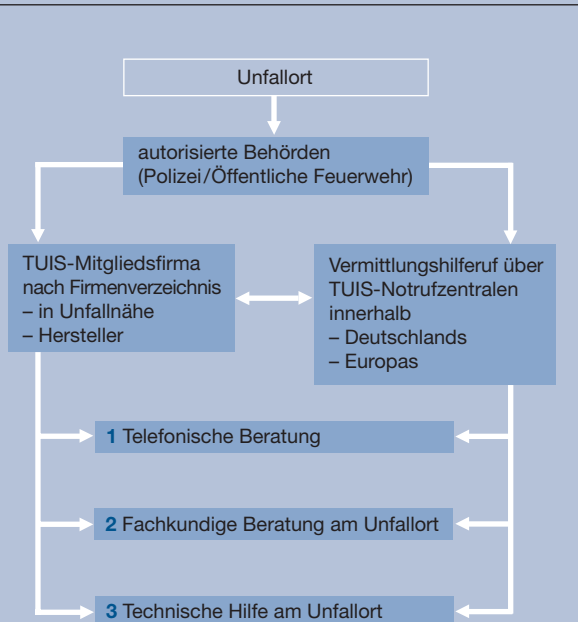 Unfallort
autorisierte Behörden
(Polizei/Öffentliche Feuerwehr)
TUIS-Mitgliedsfirma
nach Firmenverzeichnis
– in Unfallnähe
– Hersteller
Vermittlungshilferuf über
TUIS-Notrufzentralen
innerhalb
– Deutschlands
– Europas
1 Telefonische Beratung
2 Fachkundige Beratung am Unfallort
3 Technische Hilfe am Unfallort